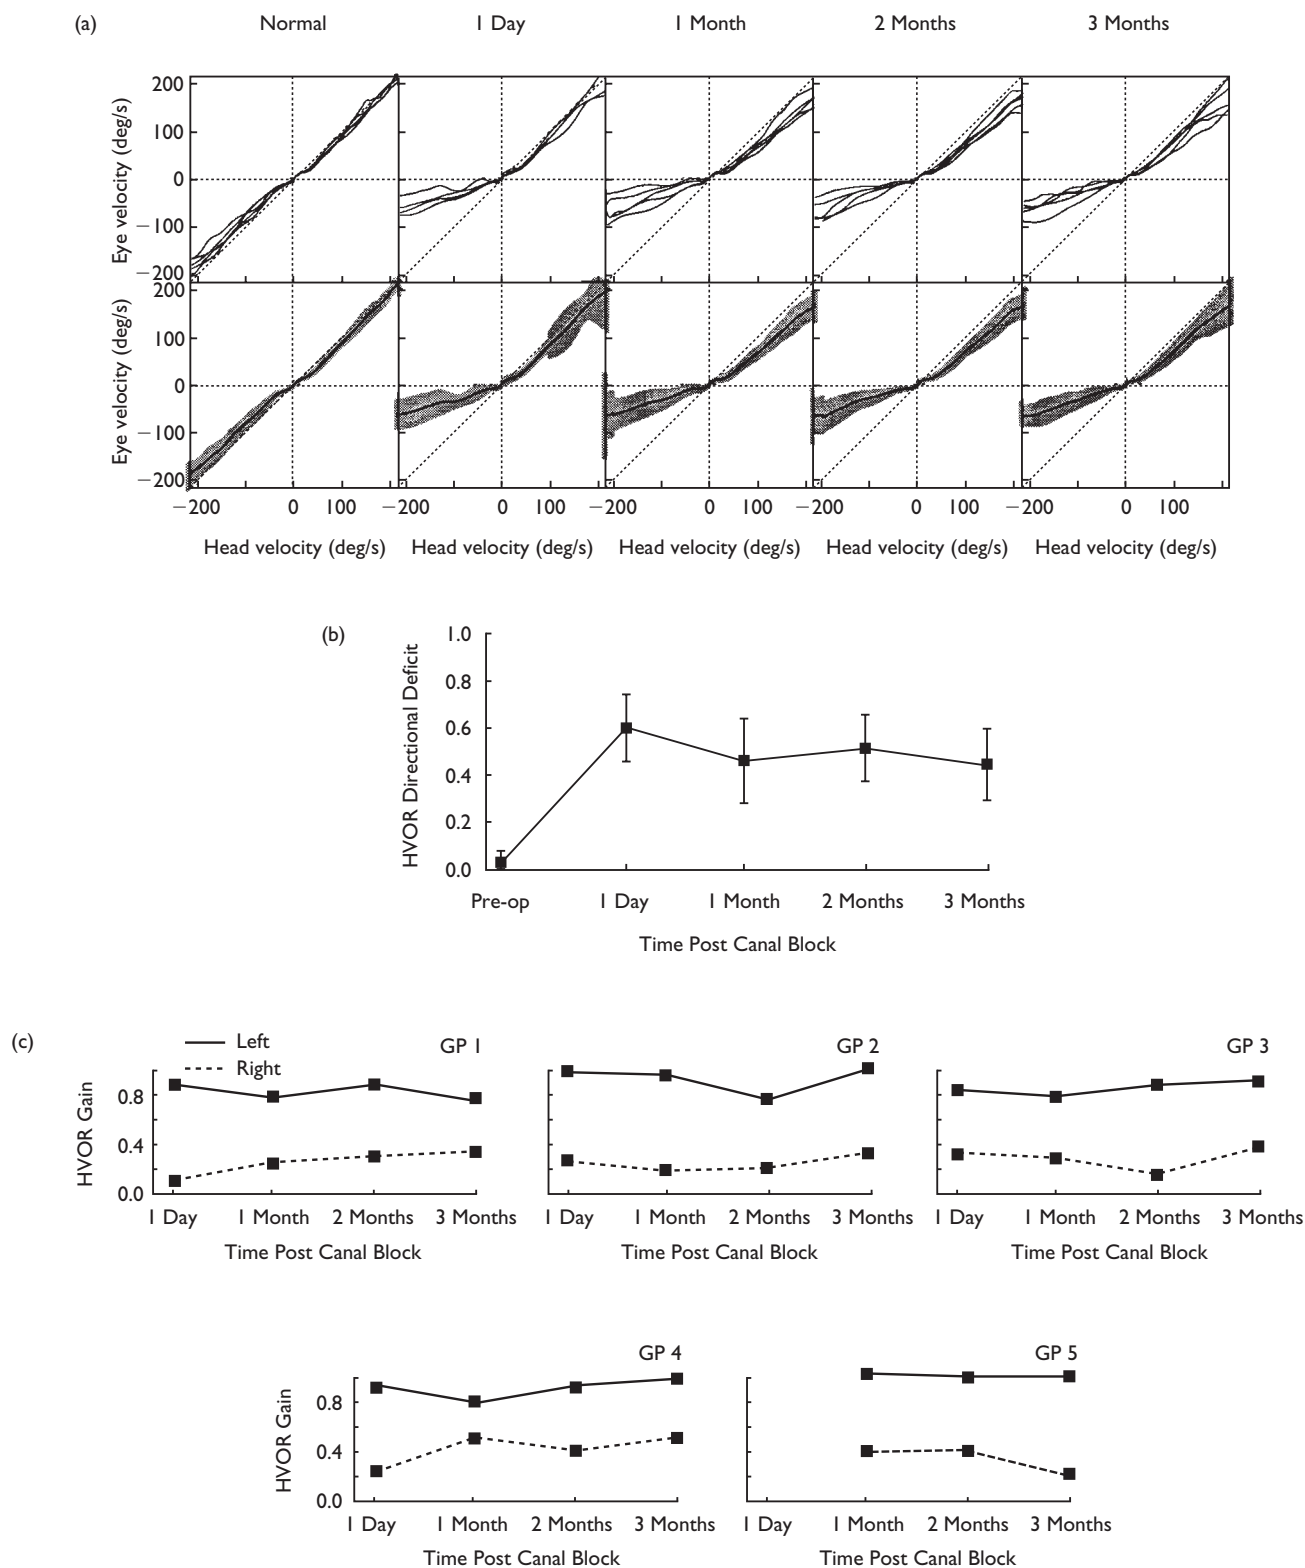 (a) Normal 1 Day 1 Month 2 Months 3 Months
200
100
0
−100
−200
Eye velocity (deg/s)
200
100
0
−100
−200
Eye velocity (deg/s)
−200 0 100 −200 0 100 −200 0 100 −200 0 100 −200 0 100
Head velocity (deg/s) Head velocity (deg/s) Head velocity (deg/s) Head velocity (deg/s) Head velocity (deg/s)
(b)
1.0
0.8
0.6
0.4
0.2
0.0
HVOR Directional Deficit
Pre-op 1 Day 1 Month 2 Months 3 Months
Time Post Canal Block
(c)
Left
Right
GP 1 GP 2 GP 3
0.8
0.4
0.0
HVOR Gain
1 Day 1 Month 2 Months 3 Months 1 Day 1 Month 2 Months 3 Months 1 Day 1 Month 2 Months 3 Months
Time Post Canal Block Time Post Canal Block Time Post Canal Block
GP 4 GP 5
0.8
0.4
0.0
HVOR Gain
1 Day 1 Month 2 Months 3 Months 1 Day 1 Month 2 Months 3 Months
Time Post Canal Block Time Post Canal Block